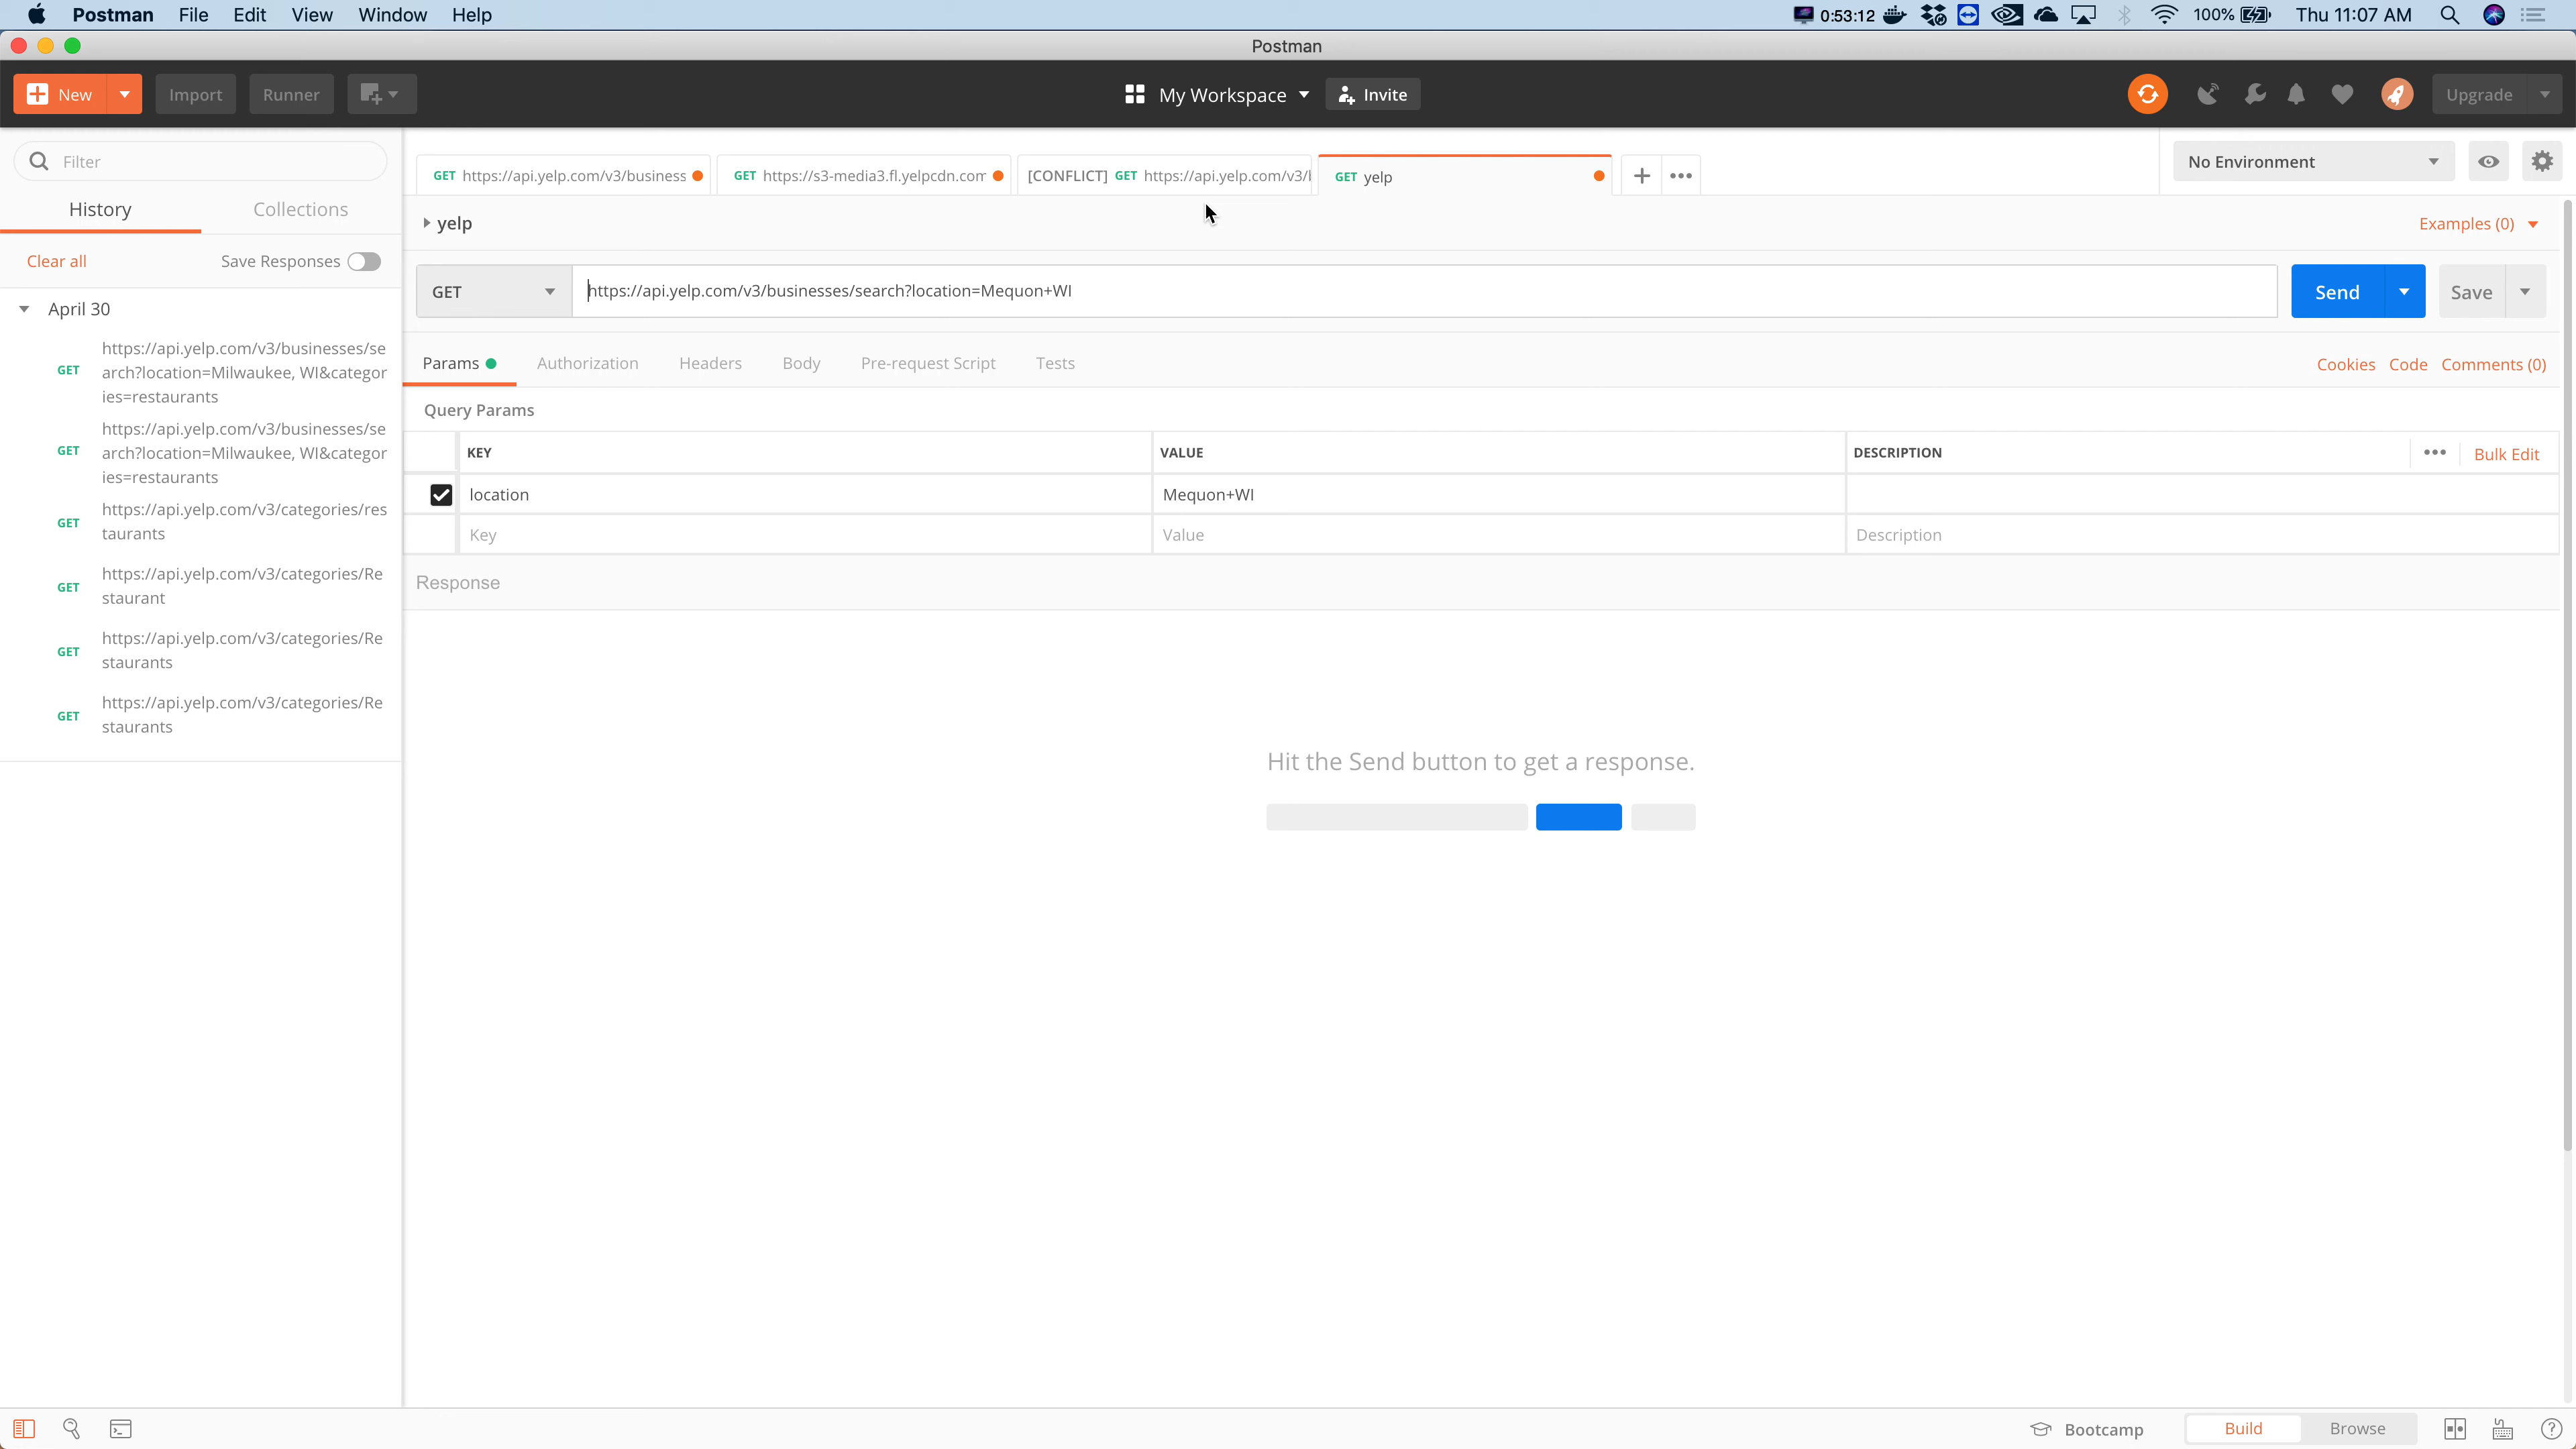 Postman File Edit View Window Help
0:53:12 100% Thu 11:07 AM
Postman
New Import Runner My Workspace Invite Upgrade
Filter
History Collections
Clear all Save Responses
April 30
GET https://api.yelp.com/v3/businesses/se
arch?location=Milwaukee, WI&categor
ies=restaurants
GET https://api.yelp.com/v3/businesses/se
arch?location=Milwaukee, WI&categor
ies=restaurants
GET https://api.yelp.com/v3/categories/res
taurants
GET https://api.yelp.com/v3/categories/Re
staurant
GET https://api.yelp.com/v3/categories/Re
staurants
GET https://api.yelp.com/v3/categories/Re
staurants
GET https://api.yelp.com/v3/business GET https://s3-media3.fl.yelpcdn.com [CONFLICT] GET https://api.yelp.com/v3/ GET yelp
No Environment
yelp Examples (0)
GET https://api.yelp.com/v3/businesses/search?location=Mequon+WI Send Save
Params Authorization Headers Body Pre-request Script Tests Cookies Code Comments (0)
Query Params
KEY VALUE DESCRIPTION Bulk Edit
location Mequon+WI
Key Value Description
Response
Hit the Send button to get a response.
Bootcamp Build Browse